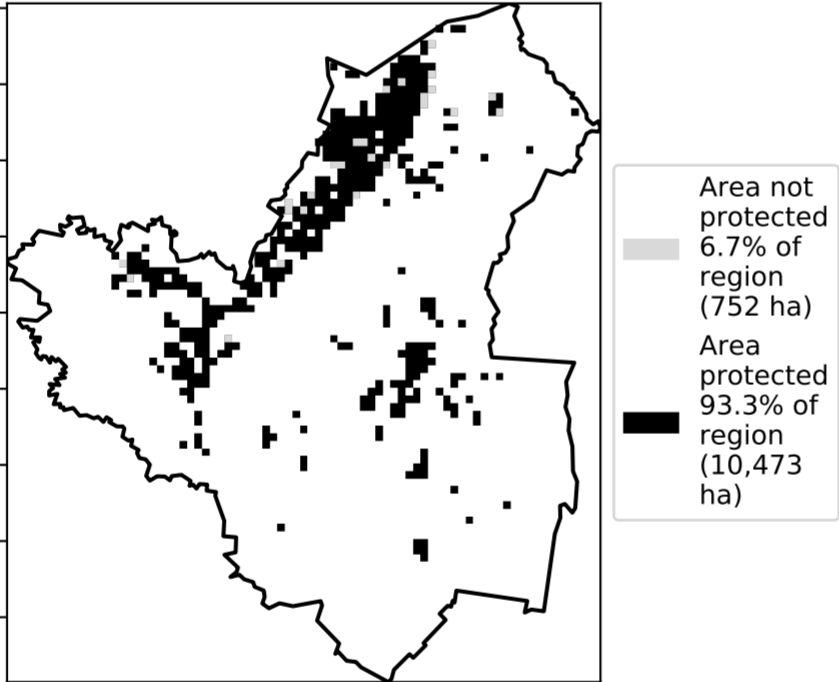 Area not
protected
6.7% of
region
(752 ha)
Area
protected
93.3% of
region
(10,473
ha)